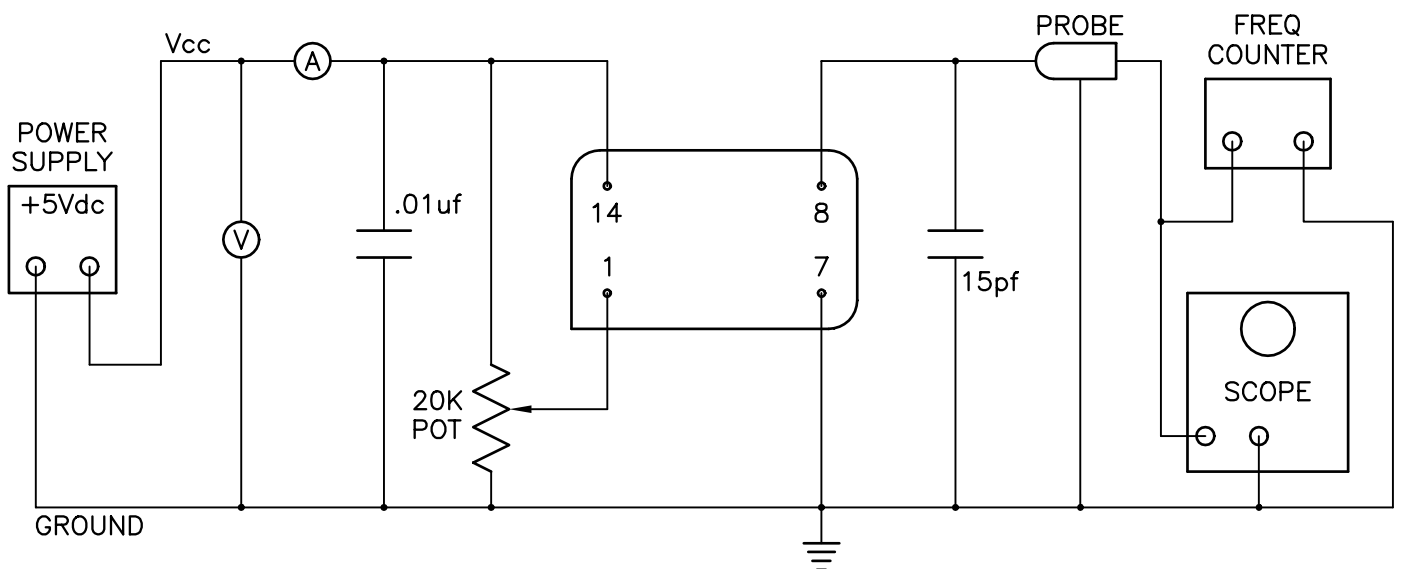 Vcc
A
PROBE
FREQ
COUNTER
POWER
SUPPLY
+5Vdc
V
.01uf
14
8
1
7
15pf
20K
POT
SCOPE
GROUND